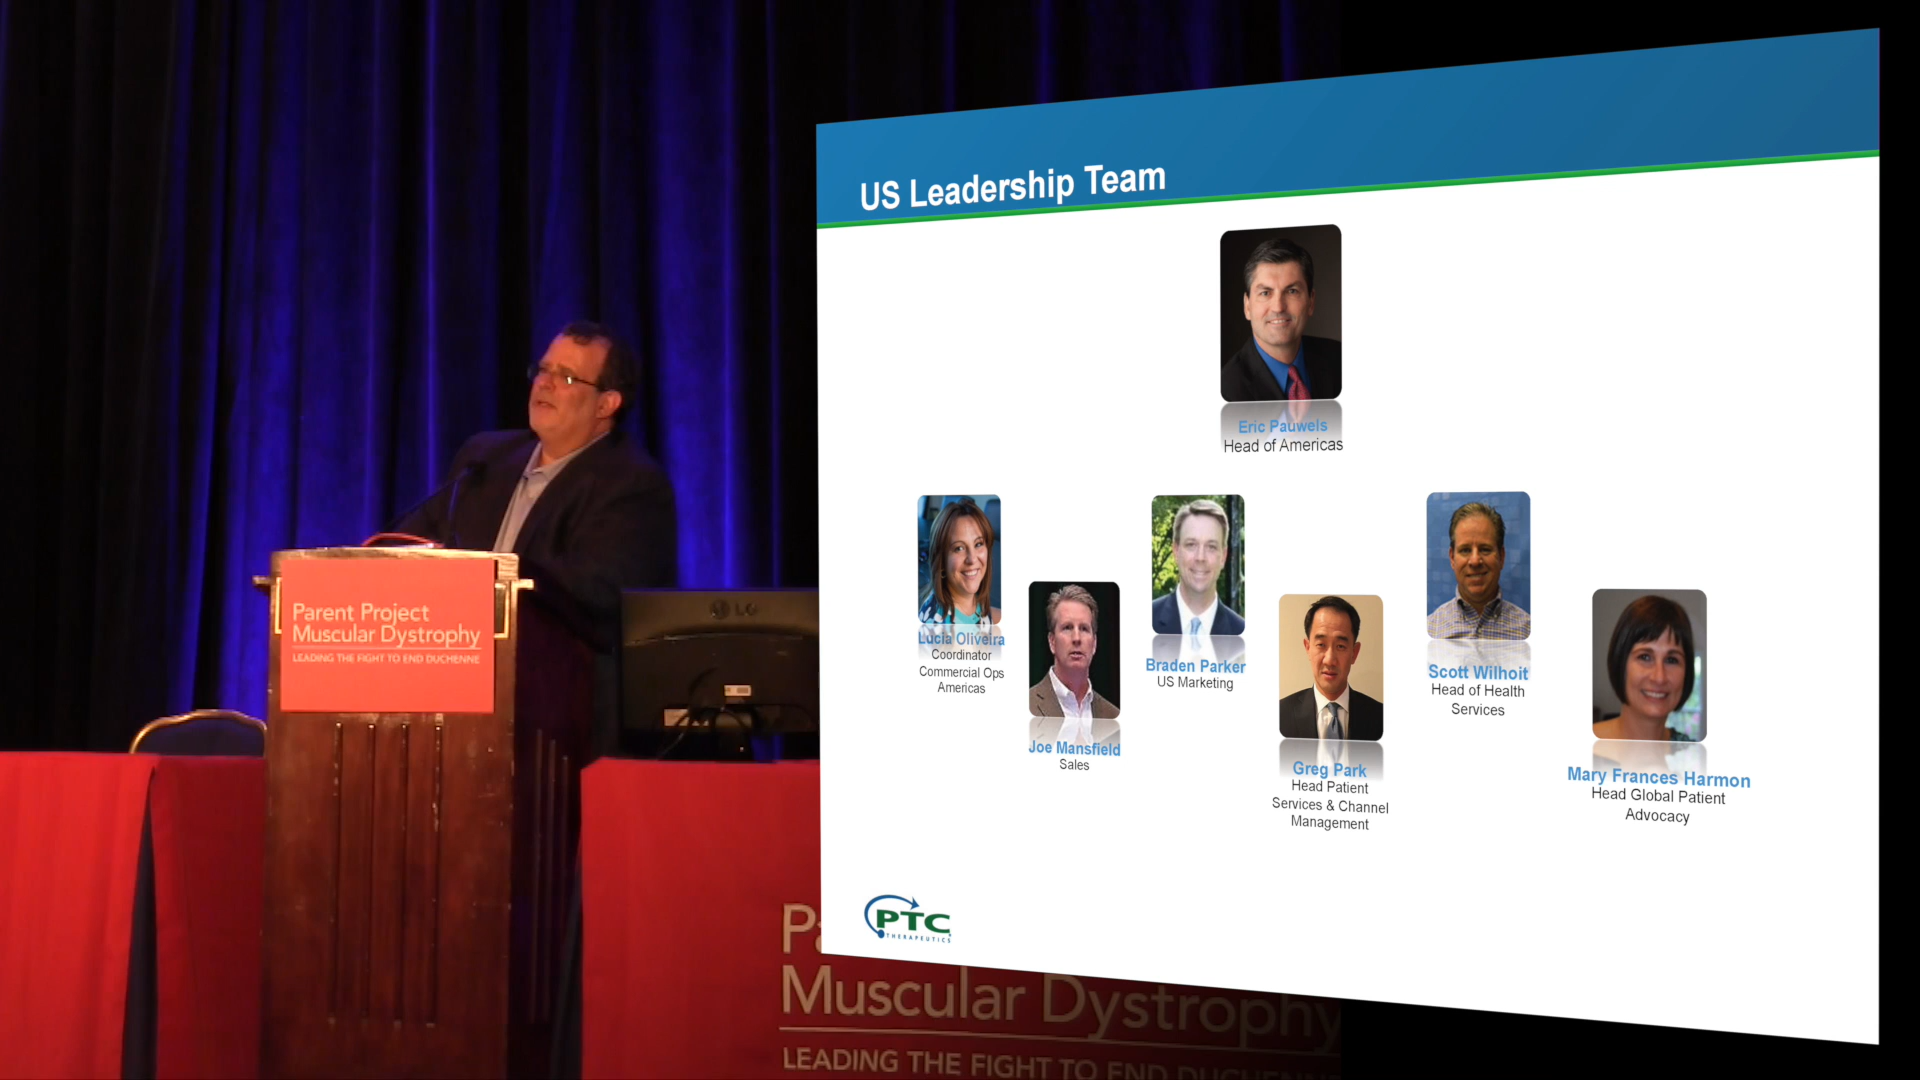 US Leadership Team
Eric Pauwels
Head of Americas
Lucia Oliveira
Coordinator
Commercial Ops
Americas
Joe Mansfield
Sales
Braden Parker
US Marketing
Greg Park
Head Patient
Services & Channel
Management
Scott Wilhoit
Head of Health
Services
Mary Frances Harmon
Head Global Patient
Advocacy
PTC
THERAPEUTICS
Parent Project
Muscular Dystrophy
LEADING THE FIGHT TO END DUCHENNE
LG
Muscular Dystrophy
LEADING THE FIGHT TO END DUCHENNE